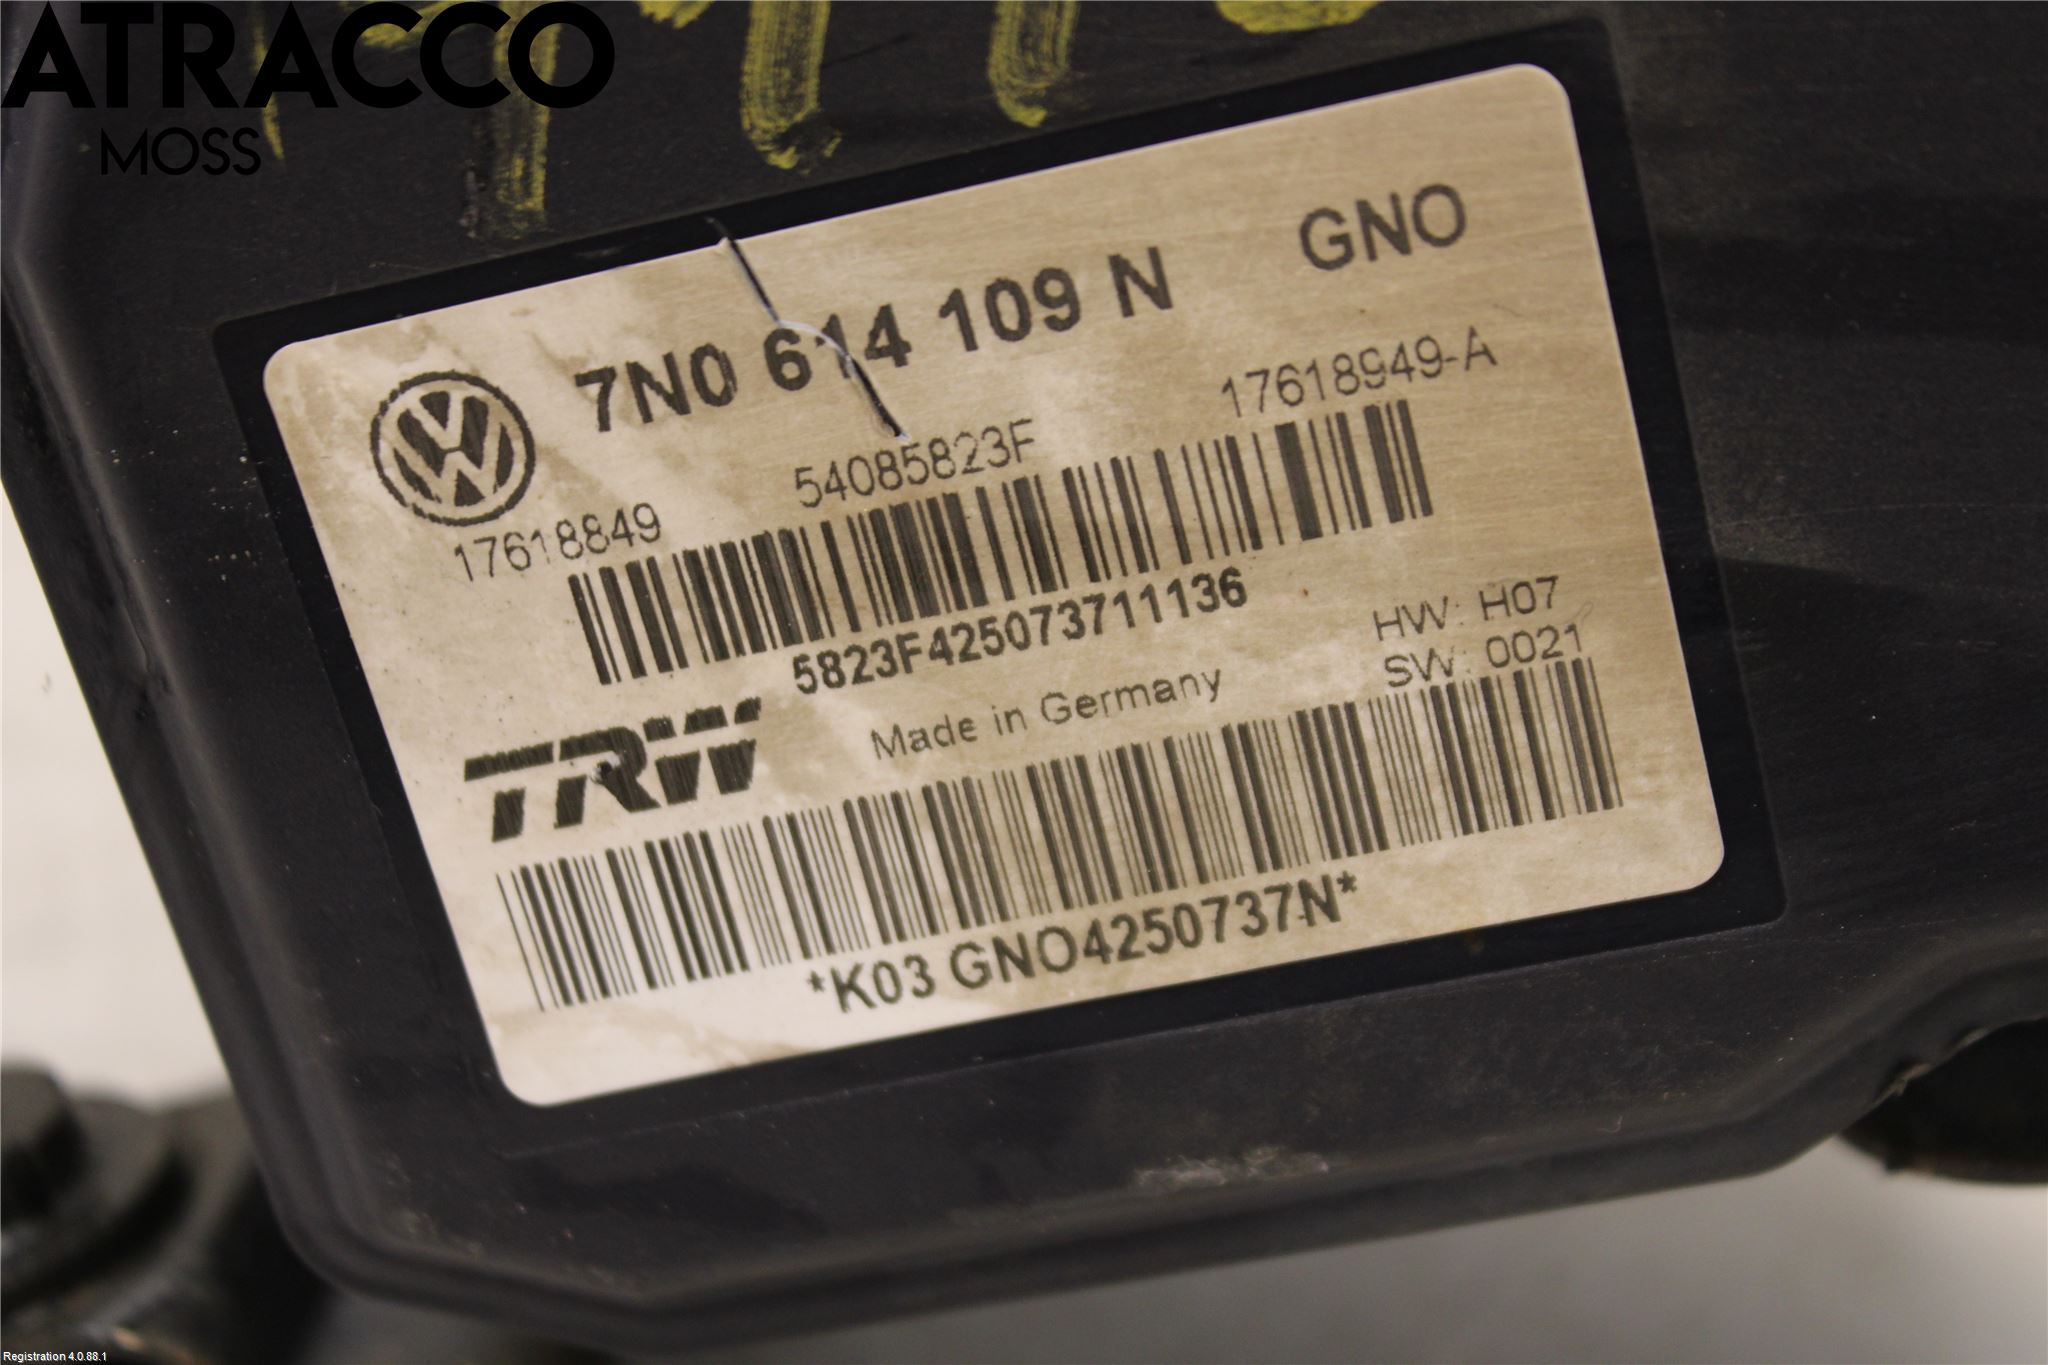 ATRACCO
MOSS
7N0 614 109 N GNO
17618849 54085823F 17618949-A
5823F425073711136
HW: H07
SW: 0021
TRW Made in Germany
*K03 GNO4250737N*
Registration 4.0.88.1